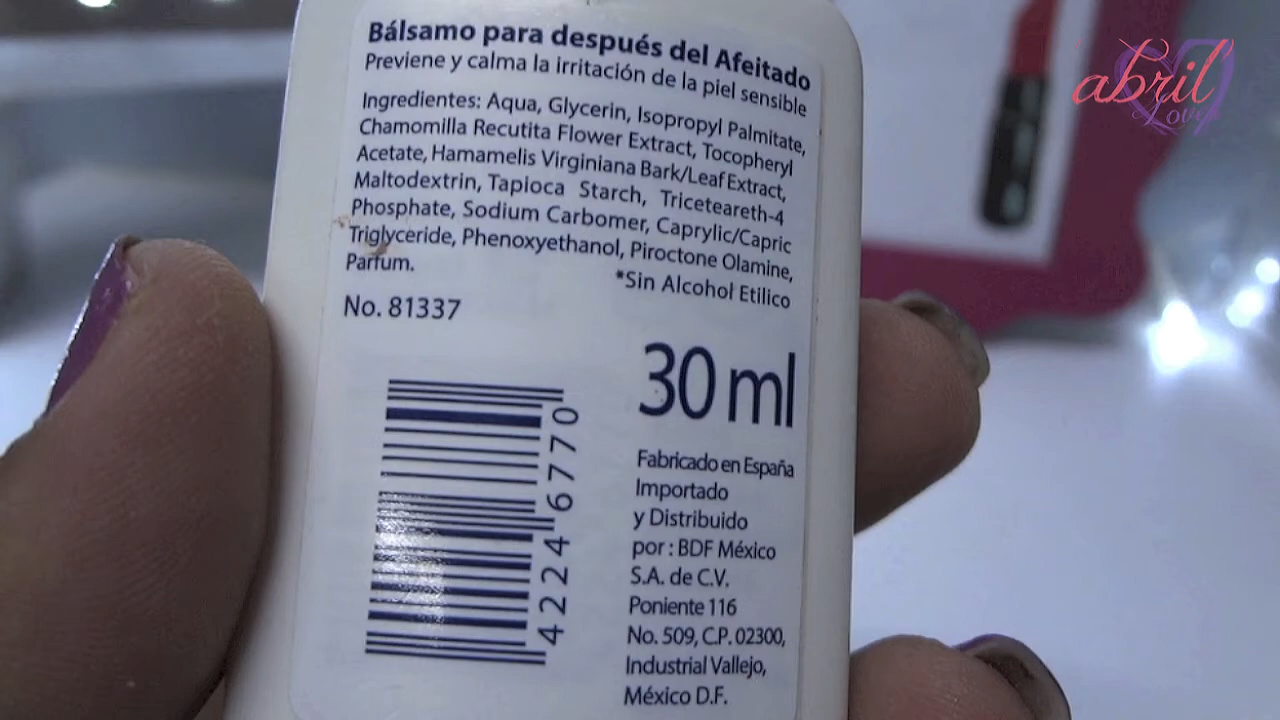 Bálsamo para después del Afeitado
Previene y calma la irritación de la piel sensible
Ingredientes: Aqua, Glycerin, Isopropyl Palmitate,
Chamomilla Recutita Flower Extract, Tocopheryl
Acetate, Hamamelis Virginiana Bark/Leaf Extract,
Maltodextrin, Tapioca Starch, Triceteareth-4
Phosphate, Sodium Carbomer, Caprylic/Capric
Triglyceride, Phenoxyethanol, Piroctone Olamine,
Parfum.
*Sin Alcohol Etilico
No. 81337
30 ml
42246770
Fabricado en España
Importado
y Distribuido
por : BDF México
S.A. de C.V.
Poniente 116
No. 509, C.P. 02300,
Industrial Vallejo,
México D.F.
abril
Love